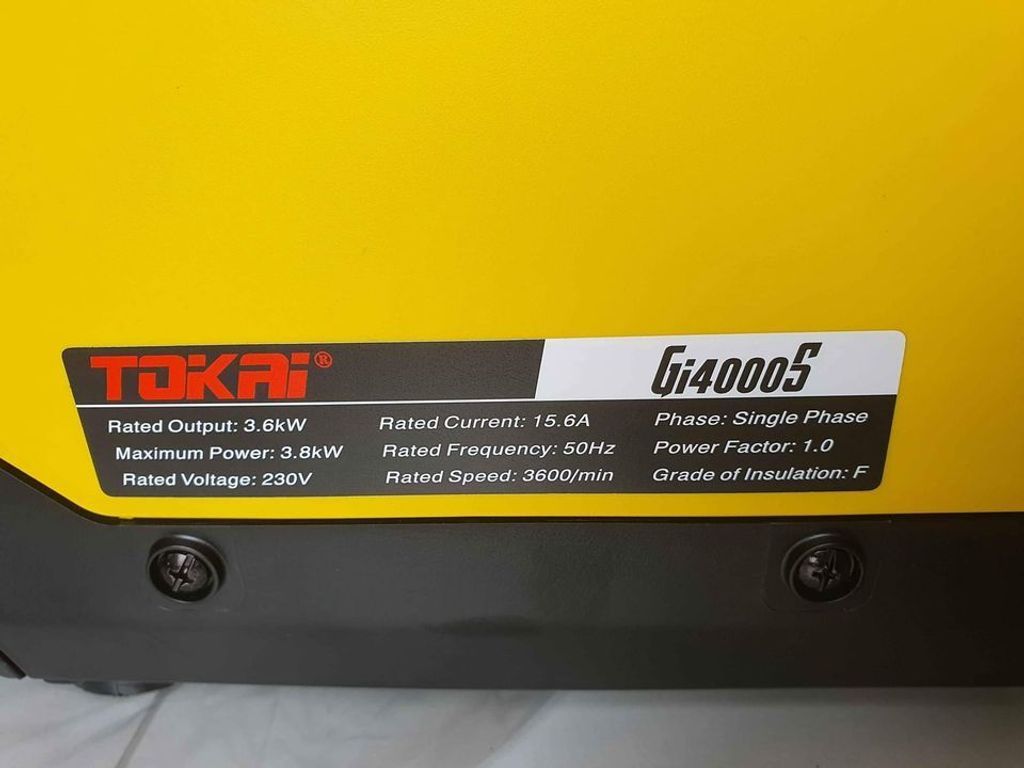 TOKAi® Gi4000S
Rated Output: 3.6kW Rated Current: 15.6A Phase: Single Phase
Maximum Power: 3.8kW Rated Frequency: 50Hz Power Factor: 1.0
Rated Voltage: 230V Rated Speed: 3600/min Grade of Insulation: F